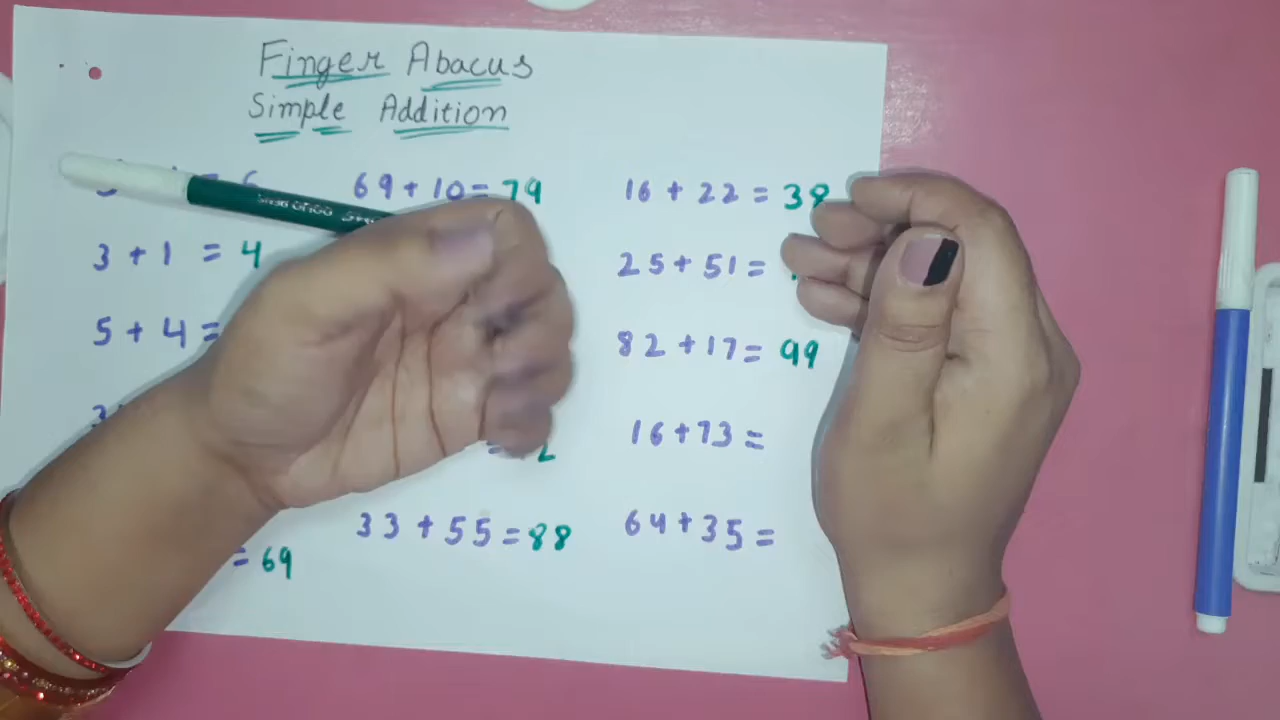 Finger Abacus
Simple Addition
= 6
3 + 1 = 4
5 + 4 =
= 69
69 + 10 = 79
33 + 55 = 88
16 + 22 = 38
25 + 51 =
82 + 17 = 99
16 + 73 =
64 + 35 =